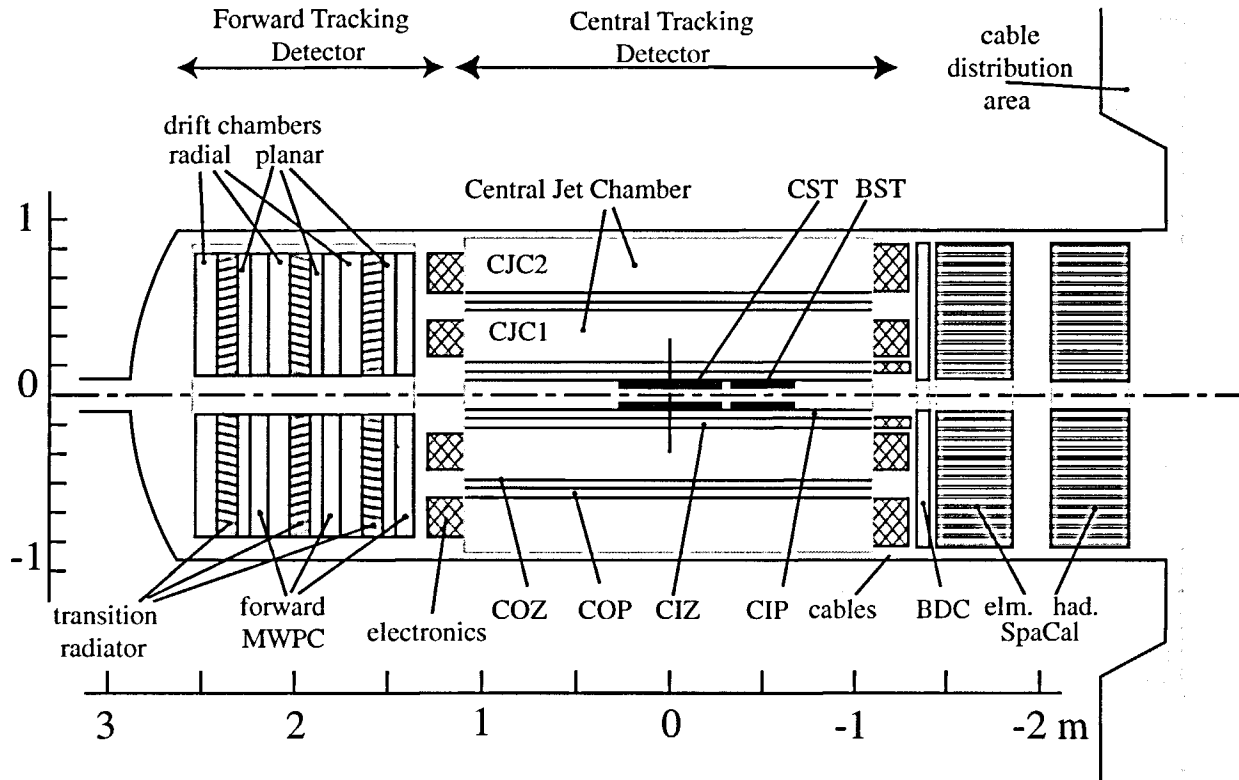 Forward Tracking
Detector
Central Tracking
Detector
cable
distribution
area
drift chambers
radial planar
Central Jet Chamber
CST BST
1
CJC2
CJC1
0
-1
transition
radiator
forward
MWPC
electronics
COZ
COP
CIZ
CIP
cables
BDC
elm. had.
SpaCal
3 2 1 0 -1 -2 m